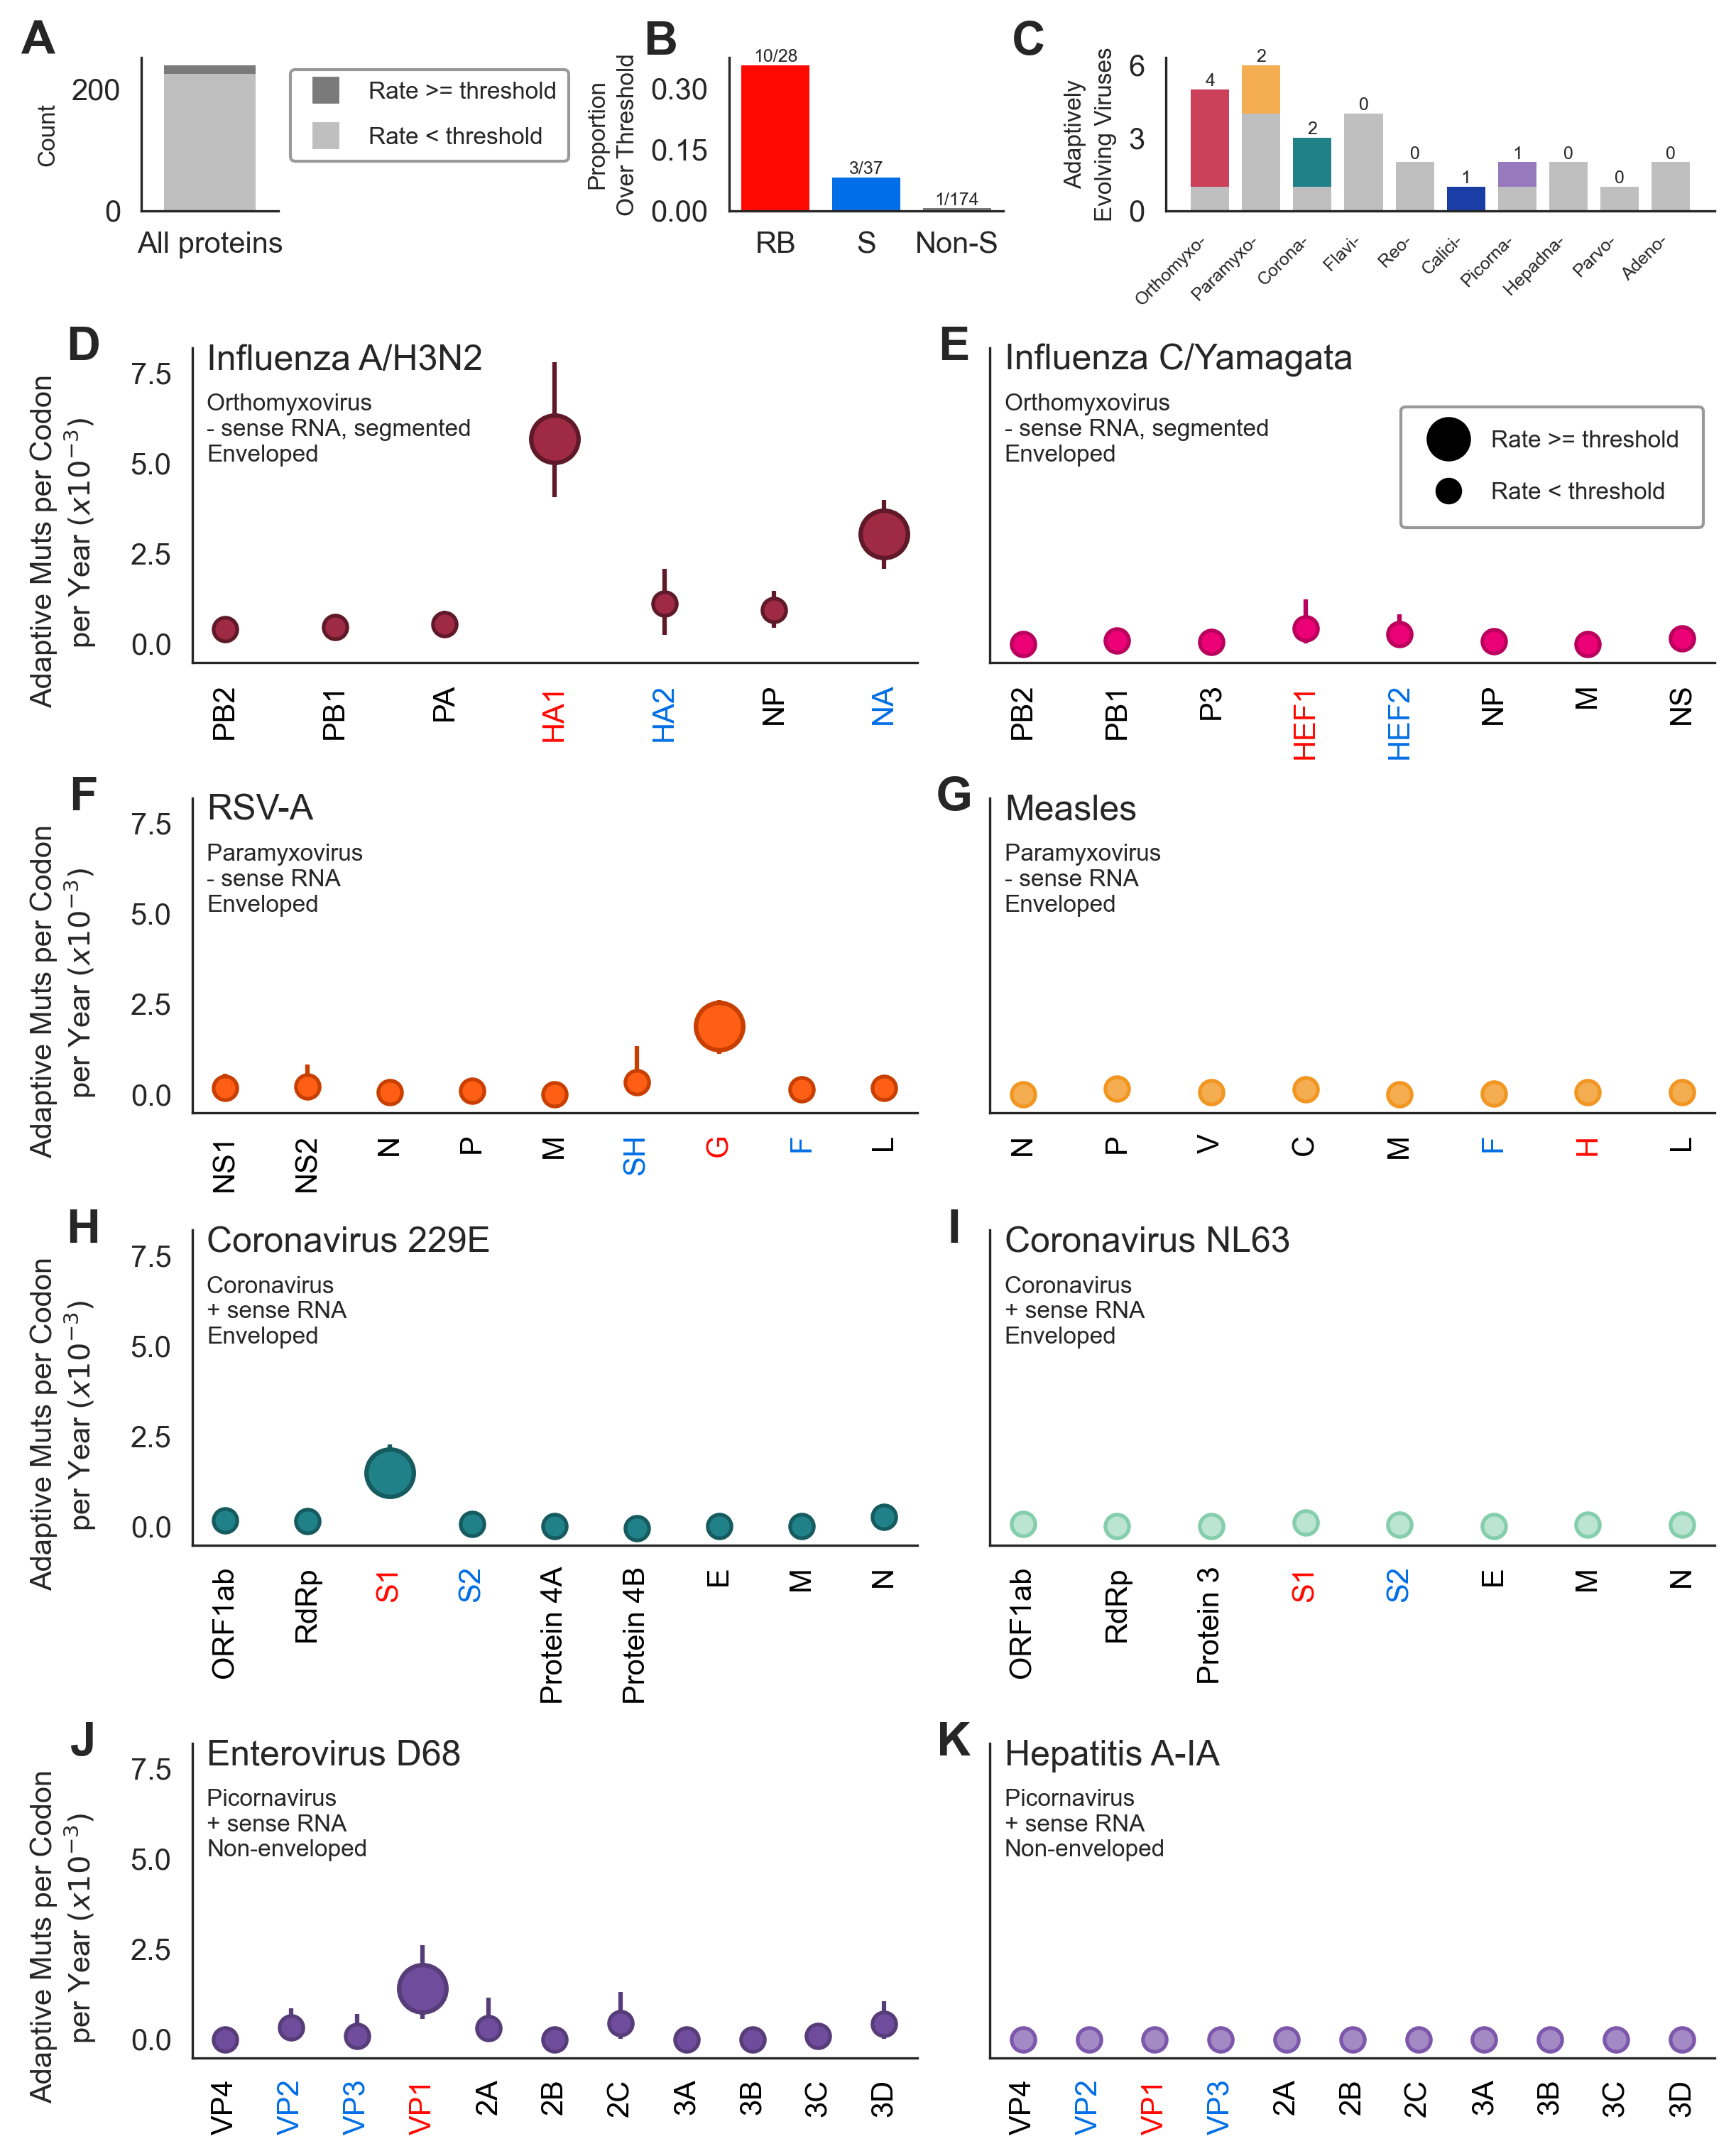 A
Count
200
0
All proteins
Rate >= threshold
Rate < threshold
B
Proportion
Over Threshold
0.30
0.15
0.00
10/28
3/37
1/174
RB
S
Non-S
C
Adaptively
Evolving Viruses
6
3
0
4
2
2
0
0
1
1
0
0
0
Orthomyxo-
Paramyxo-
Corona-
Flavi-
Reo-
Calici-
Picorna-
Hepadna-
Parvo-
Adeno-
D
Influenza A/H3N2
Orthomyxovirus
- sense RNA, segmented
Enveloped
Adaptive Muts per Codon
per Year (x10⁻³)
7.5
5.0
2.5
0.0
PB2
PB1
PA
HA1
HA2
NP
NA
E
Influenza C/Yamagata
Orthomyxovirus
- sense RNA, segmented
Enveloped
Rate >= threshold
Rate < threshold
PB2
PB1
P3
HEF1
HEF2
NP
M
NS
F
RSV-A
Paramyxovirus
- sense RNA
Enveloped
Adaptive Muts per Codon
per Year (x10⁻³)
7.5
5.0
2.5
0.0
NS1
NS2
N
P
M
SH
G
F
L
G
Measles
Paramyxovirus
- sense RNA
Enveloped
N
P
V
C
M
F
H
L
H
Coronavirus 229E
Coronavirus
+ sense RNA
Enveloped
Adaptive Muts per Codon
per Year (x10⁻³)
7.5
5.0
2.5
0.0
ORF1ab
RdRp
S1
S2
Protein 4A
Protein 4B
E
M
N
I
Coronavirus NL63
Coronavirus
+ sense RNA
Enveloped
ORF1ab
RdRp
Protein 3
S1
S2
E
M
N
J
Enterovirus D68
Picornavirus
+ sense RNA
Non-enveloped
Adaptive Muts per Codon
per Year (x10⁻³)
7.5
5.0
2.5
0.0
VP4
VP2
VP3
VP1
2A
2B
2C
3A
3B
3C
3D
K
Hepatitis A-IA
Picornavirus
+ sense RNA
Non-enveloped
VP4
VP2
VP1
VP3
2A
2B
2C
3A
3B
3C
3D